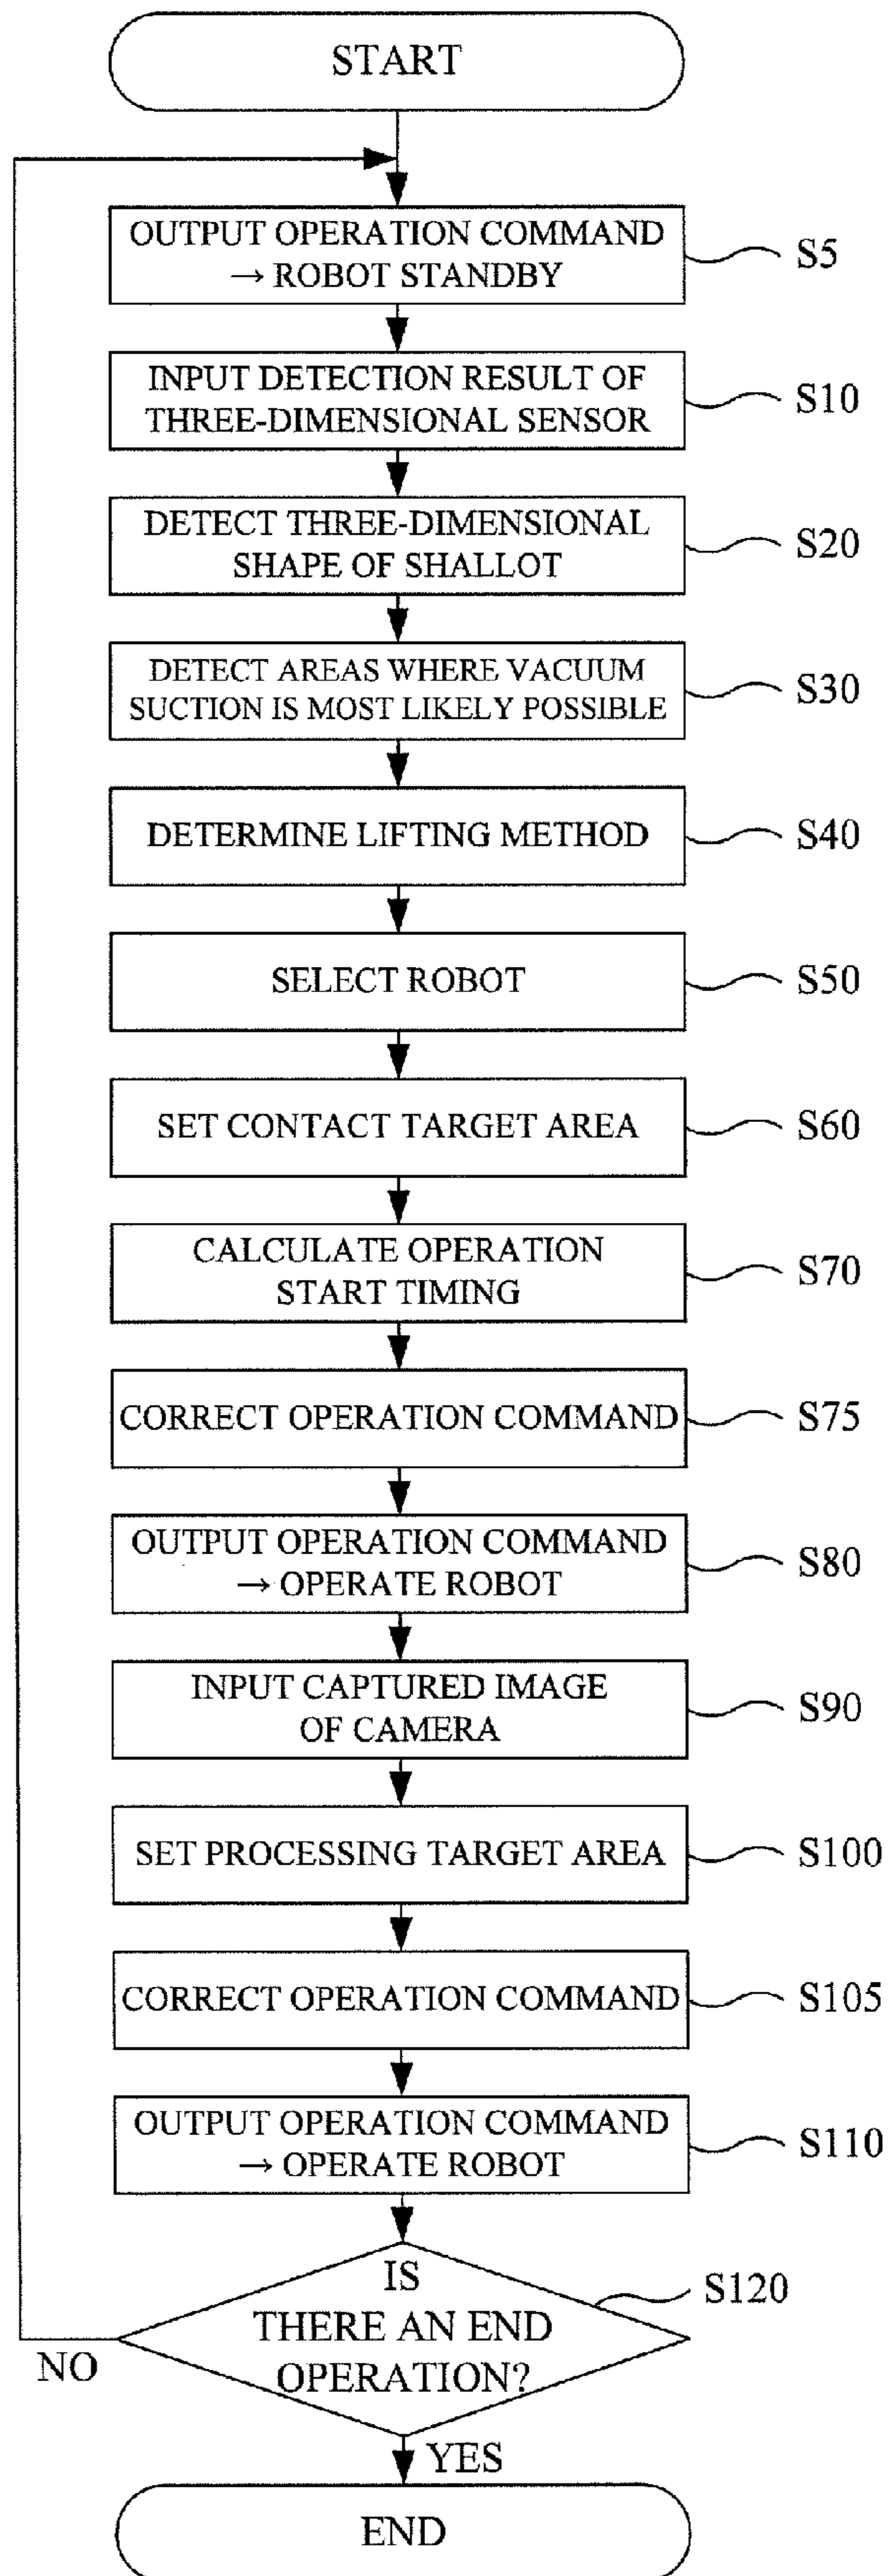 START
OUTPUT OPERATION COMMAND
→ ROBOT STANDBY
S5
INPUT DETECTION RESULT OF
THREE-DIMENSIONAL SENSOR
S10
DETECT THREE-DIMENSIONAL
SHAPE OF SHALLOT
S20
DETECT AREAS WHERE VACUUM
SUCTION IS MOST LIKELY POSSIBLE
S30
DETERMINE LIFTING METHOD
S40
SELECT ROBOT
S50
SET CONTACT TARGET AREA
S60
CALCULATE OPERATION
START TIMING
S70
CORRECT OPERATION COMMAND
S75
OUTPUT OPERATION COMMAND
→ OPERATE ROBOT
S80
INPUT CAPTURED IMAGE
OF CAMERA
S90
SET PROCESSING TARGET AREA
S100
CORRECT OPERATION COMMAND
S105
OUTPUT OPERATION COMMAND
→ OPERATE ROBOT
S110
IS
THERE AN END
OPERATION?
S120
NO
YES
END